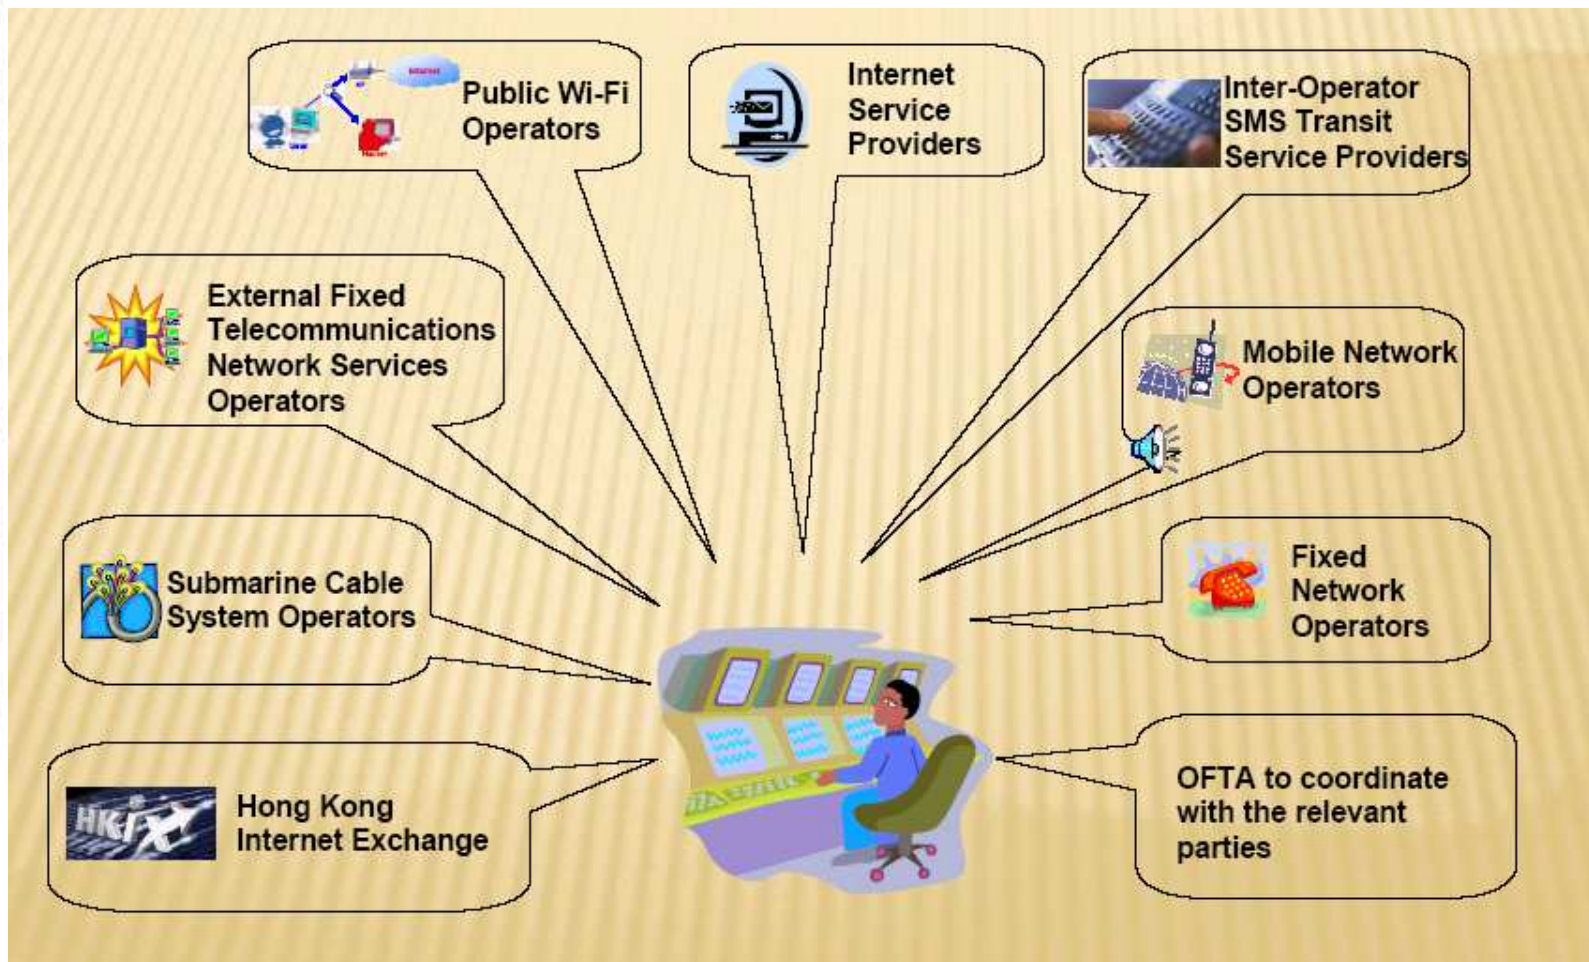 Public Wi-Fi
Operators
Internet
Service
Providers
Inter-Operator
SMS Transit
Service Providers
External Fixed
Telecommunications
Network Services
Operators
Mobile Network
Operators
Submarine Cable
System Operators
Fixed
Network
Operators
HKiX
Hong Kong
Internet Exchange
OFTA to coordinate
with the relevant
parties